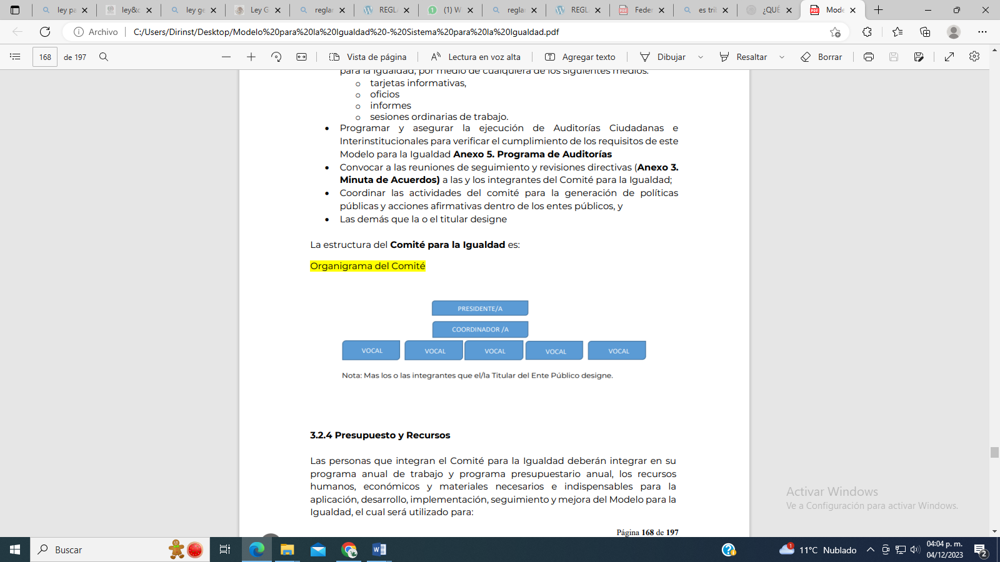 ley pa
ley&c
ley ge
Ley G
reglar
REGLA
(1) W
reglar
REGL
Feder
es trib
¿QUÉ
Mode
Archivo
C:/Users/Dirinst/Desktop/Modelo%20para%20la%20Igualdad%20-%20Sistema%20para%20la%20Igualdad.pdf
168 de 197
Vista de página
Lectura en voz alta
Agregar texto
Dibujar
Resaltar
Borrar
para la Igualdad, por medio de cualquiera de los siguientes medios:
o tarjetas informativas,
o oficios
o informes
o sesiones ordinarias de trabajo.
• Programar y asegurar la ejecución de Auditorías Ciudadanas e
Interinstitucionales para verificar el cumplimiento de los requisitos de este
Modelo para la Igualdad Anexo 5. Programa de Auditorías
• Convocar a las reuniones de seguimiento y revisiones directivas (Anexo 3.
Minuta de Acuerdos) a las y los integrantes del Comité para la Igualdad;
• Coordinar las actividades del comité para la generación de políticas
públicas y acciones afirmativas dentro de los entes públicos, y
• Las demás que la o el titular designe
La estructura del Comité para la Igualdad es:
Organigrama del Comité
PRESIDENTE/A
COORDINADOR /A
VOCAL VOCAL VOCAL VOCAL VOCAL
Nota: Mas los o las integrantes que el/la Titular del Ente Público designe.
3.2.4 Presupuesto y Recursos
Las personas que integran el Comité para la Igualdad deberán integrar en su
programa anual de trabajo y programa presupuestario anual, los recursos
humanos, económicos y materiales necesarios e indispensables para la
aplicación, desarrollo, implementación, seguimiento y mejora del Modelo para la
Igualdad, el cual será utilizado para:
Página 168 de 197
Activar Windows
Ve a Configuración para activar Windows.
Buscar
1
11°C Nublado
04:04 p. m.
04/12/2023
2